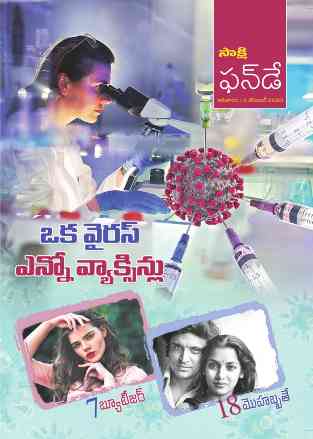 సాక్షి
ఫన్‌డే
ఒక వైరస్
ఎన్నో వ్యాక్సిన్లు
7 బ్యూటీజర్
18 మొహబ్బతే